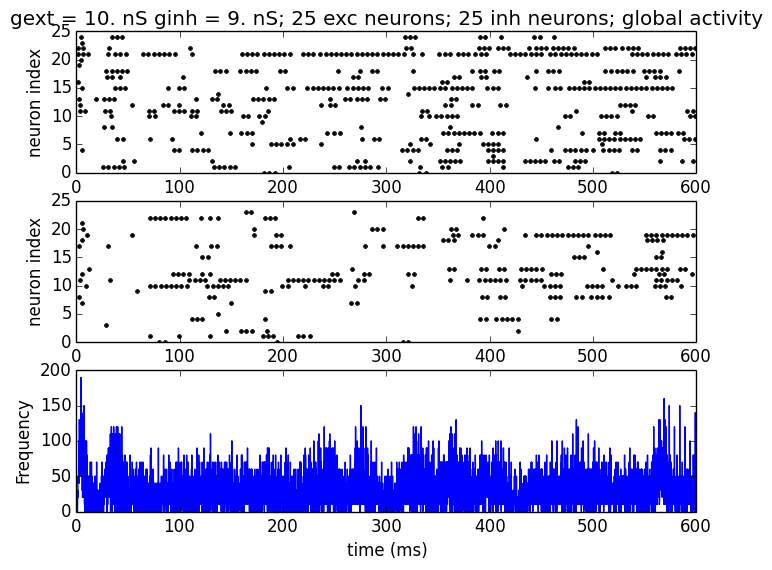 gext = 10. nS ginh = 9. nS; 25 exc neurons; 25 inh neurons; global activity
25
20
15
10
5
0
neuron index
0 100 200 300 400 500 600
25
20
15
10
5
0
neuron index
0 100 200 300 400 500 600
200
150
100
50
0
Frequency
0 100 200 300 400 500 600
time (ms)